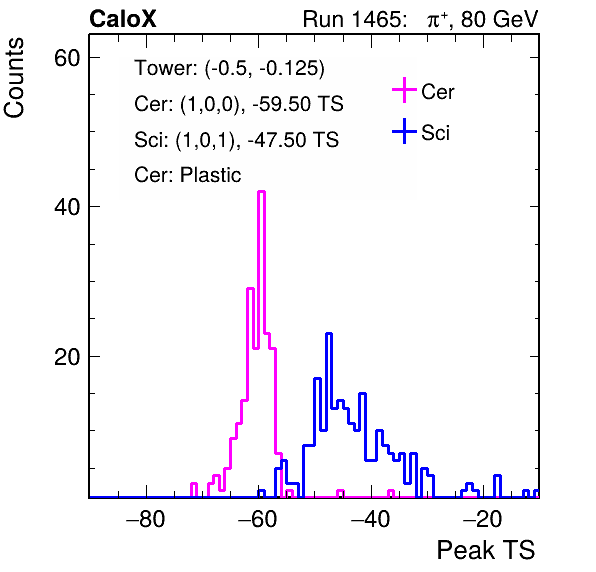 CaloX Run 1465: π⁺, 80 GeV
Counts
60
40
20
Tower: (-0.5, -0.125)
Cer: (1,0,0), -59.50 TS
Sci: (1,0,1), -47.50 TS
Cer: Plastic
Cer
Sci
−80 −60 −40 −20
Peak TS